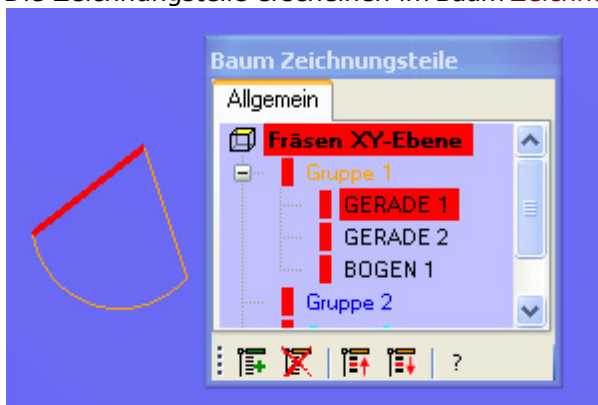 Baum Zeichnungsteile
Allgemein
Fräsen XY-Ebene
Gruppe 1
GERADE 1
GERADE 2
BOGEN 1
Gruppe 2
?